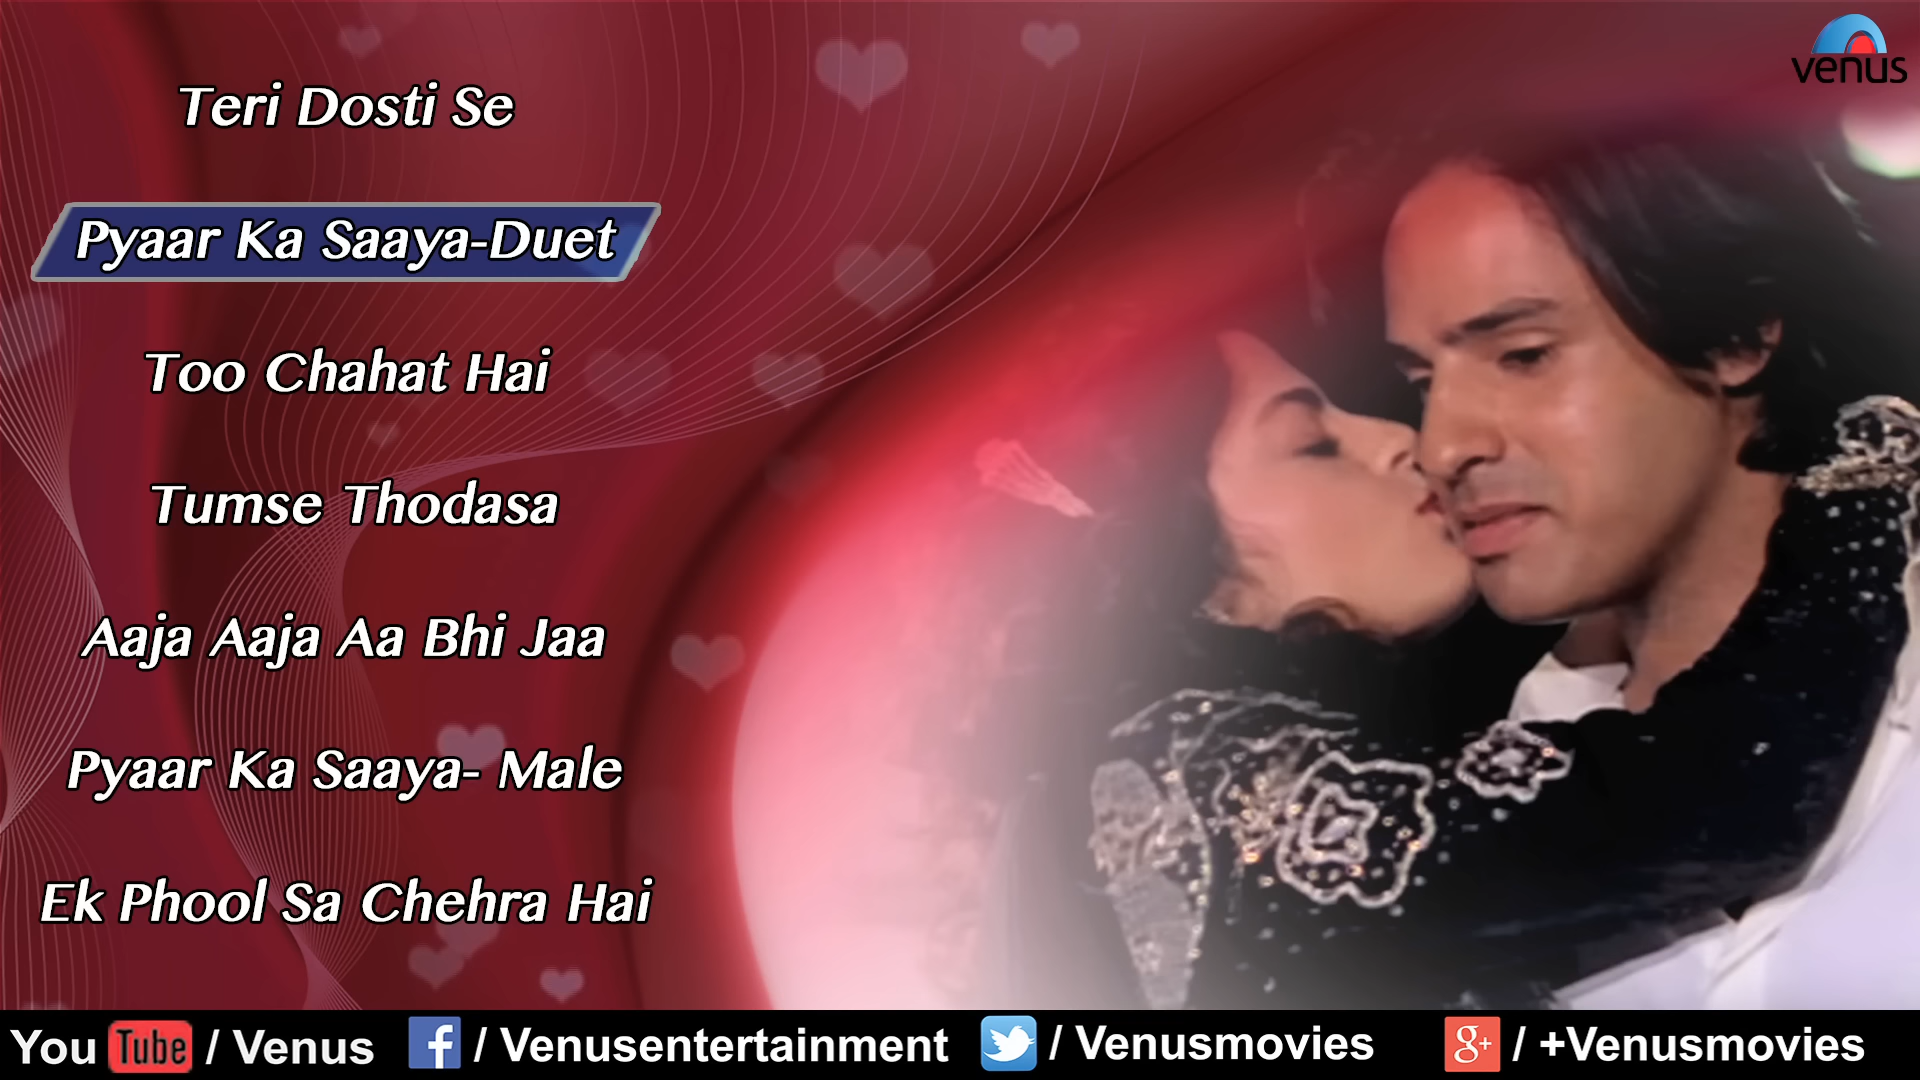 venus
Teri Dosti Se
Pyaar Ka Saaya-Duet
Too Chahat Hai
Tumse Thodasa
Aaja Aaja Aa Bhi Jaa
Pyaar Ka Saaya- Male
Ek Phool Sa Chehra Hai
You Tube / Venus f / Venusentertainment / Venusmovies g+ / +Venusmovies